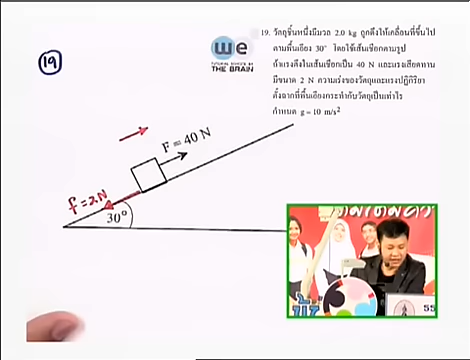 19
we
TUTORIAL SCHOOL BY
THE BRAIN
19. วัตถุชิ้นหนึ่งมีมวล 2.0 kg ถูกดึงให้เคลื่อนที่ขึ้นไป
ตามพื้นเอียง 30° โดยใช้เส้นเชือกตามรูป
ถ้าแรงดึงในเส้นเชือกเป็น 40 N และแรงเสียดทาน
มีขนาด 2 N ความเร่งของวัตถุและแรงปฏิกิริยา
ตั้งฉากที่พื้นเอียงกระทำกับวัตถุเป็นเท่าไร
กำหนด g = 10 m/s²
F = 40 N
f = 2N
30°
55